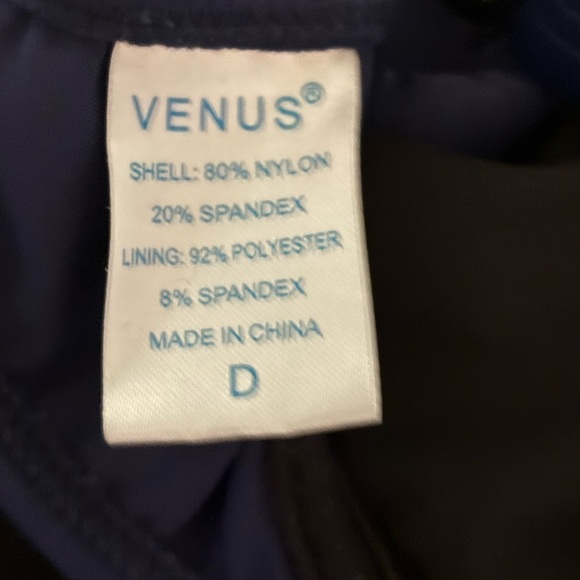 VENUS®
SHELL: 80% NYLON
20% SPANDEX
LINING: 92% POLYESTER
8% SPANDEX
MADE IN CHINA
D